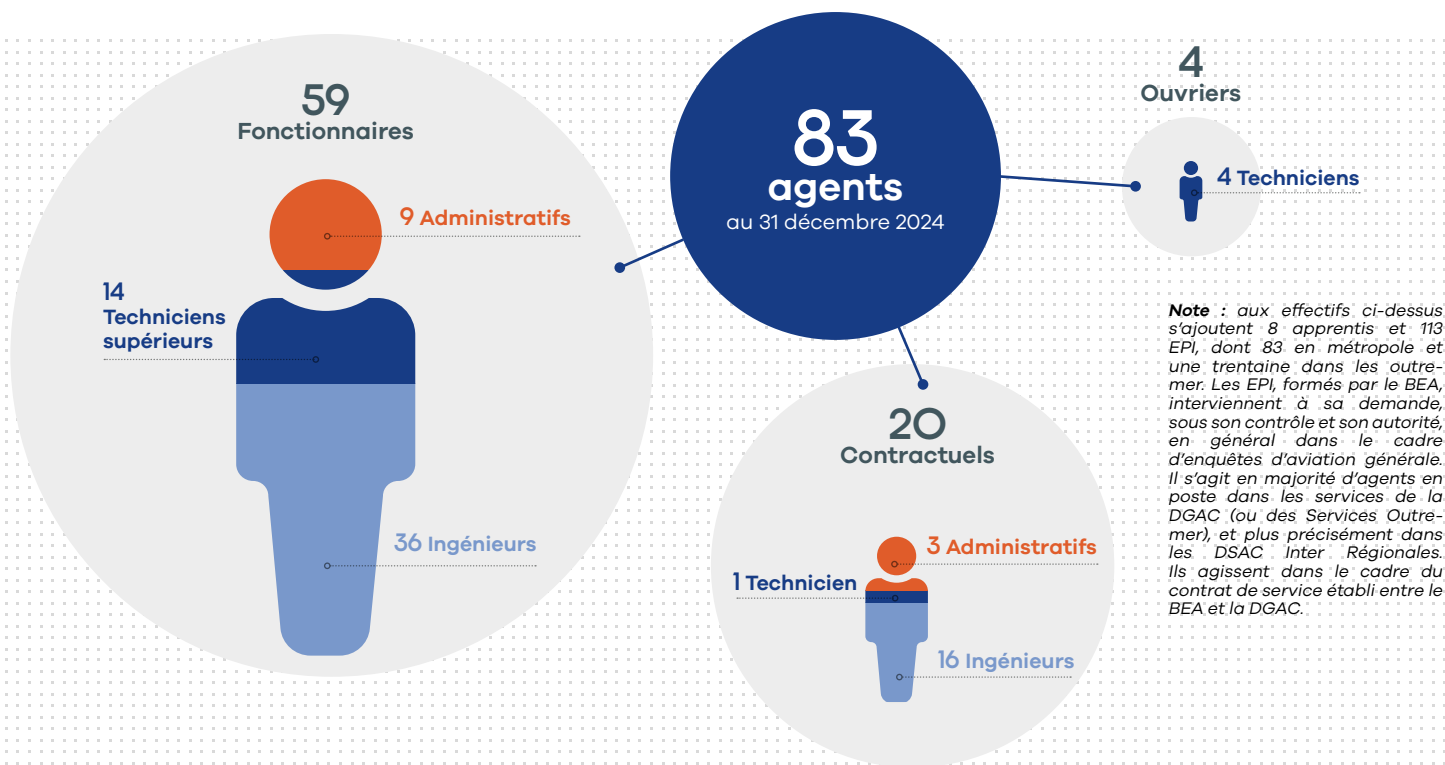 59
Fonctionnaires
9 Administratifs
14
Techniciens
supérieurs
36 Ingénieurs
83
agents
au 31 décembre 2024
4
Ouvriers
4 Techniciens
20
Contractuels
3 Administratifs
1 Technicien
16 Ingénieurs
Note : aux effectifs ci-dessus
s'ajoutent 8 apprentis et 113
EPI, dont 83 en métropole et
une trentaine dans les outre-
mer. Les EPI, formés par le BEA,
interviennent à sa demande,
sous son contrôle et son autorité,
en général dans le cadre
d'enquêtes d'aviation générale.
Il s'agit en majorité d'agents en
poste dans les services de la
DGAC (ou des Services Outre-
mer), et plus précisément dans
les DSAC Inter Régionales.
Ils agissent dans le cadre du
contrat de service établi entre le
BEA et la DGAC.